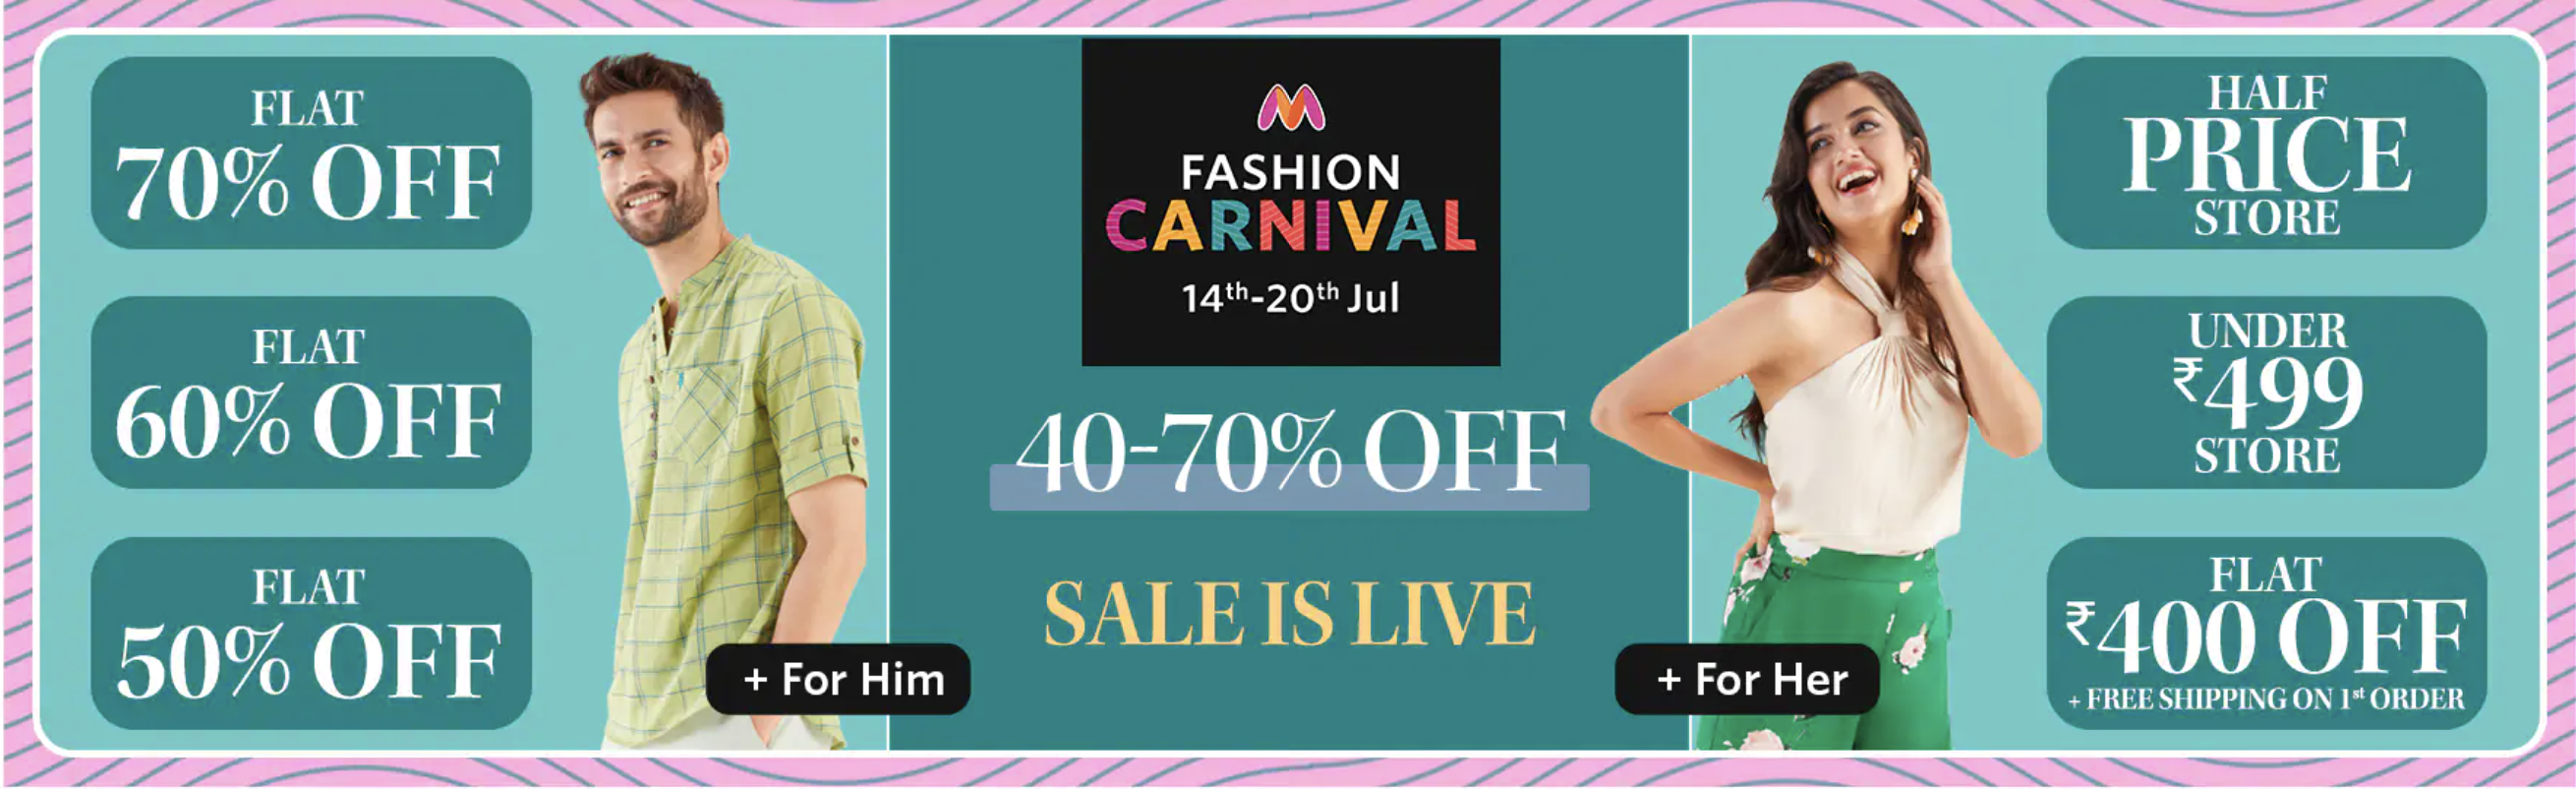 FLAT
70% OFF
FLAT
60% OFF
FLAT
50% OFF
+ For Him
FASHION
CARNIVAL
14th-20th Jul
40-70% OFF
SALE IS LIVE
+ For Her
HALF
PRICE
STORE
UNDER
₹499
STORE
FLAT
₹400 OFF
+ FREE SHIPPING ON 1st ORDER